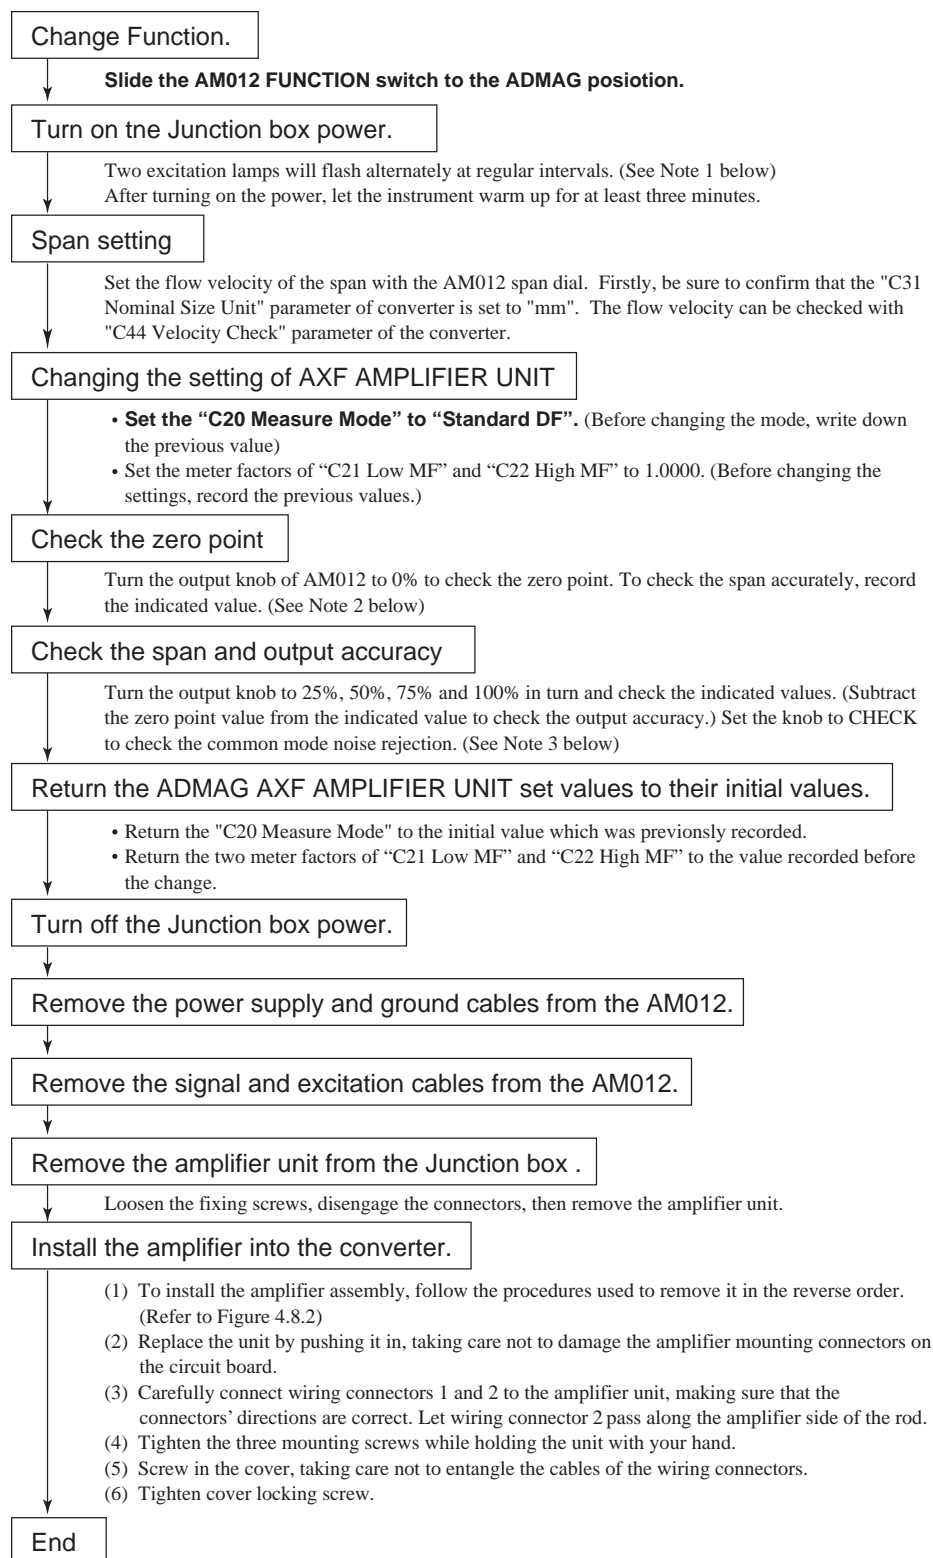 Change Function.
Slide the AM012 FUNCTION switch to the ADMAG posiotion.
Turn on tne Junction box power.
Two excitation lamps will flash alternately at regular intervals. (See Note 1 below)
After turning on the power, let the instrument warm up for at least three minutes.
Span setting
Set the flow velocity of the span with the AM012 span dial. Firstly, be sure to confirm that the "C31
Nominal Size Unit" parameter of converter is set to "mm". The flow velocity can be checked with
"C44 Velocity Check" parameter of the converter.
Changing the setting of AXF AMPLIFIER UNIT
• Set the “C20 Measure Mode” to “Standard DF”. (Before changing the mode, write down
the previous value)
• Set the meter factors of “C21 Low MF” and “C22 High MF” to 1.0000. (Before changing the
settings, record the previous values.)
Check the zero point
Turn the output knob of AM012 to 0% to check the zero point. To check the span accurately, record
the indicated value. (See Note 2 below)
Check the span and output accuracy
Turn the output knob to 25%, 50%, 75% and 100% in turn and check the indicated values. (Subtract
the zero point value from the indicated value to check the output accuracy.) Set the knob to CHECK
to check the common mode noise rejection. (See Note 3 below)
Return the ADMAG AXF AMPLIFIER UNIT set values to their initial values.
• Return the "C20 Measure Mode" to the initial value which was previonsly recorded.
• Return the two meter factors of “C21 Low MF” and “C22 High MF” to the value recorded before
the change.
Turn off the Junction box power.
Remove the power supply and ground cables from the AM012.
Remove the signal and excitation cables from the AM012.
Remove the amplifier unit from the Junction box .
Loosen the fixing screws, disengage the connectors, then remove the amplifier unit.
Install the amplifier into the converter.
(1) To install the amplifier assembly, follow the procedures used to remove it in the reverse order.
(Refer to Figure 4.8.2)
(2) Replace the unit by pushing it in, taking care not to damage the amplifier mounting connectors on
the circuit board.
(3) Carefully connect wiring connectors 1 and 2 to the amplifier unit, making sure that the
connectors’ directions are correct. Let wiring connector 2 pass along the amplifier side of the rod.
(4) Tighten the three mounting screws while holding the unit with your hand.
(5) Screw in the cover, taking care not to entangle the cables of the wiring connectors.
(6) Tighten cover locking screw.
End